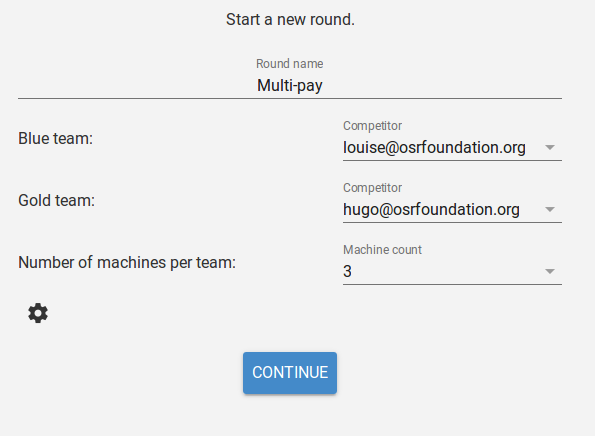 Start a new round.
Round name
Multi-pay
Competitor
Blue team:
louise@osrfoundation.org
Competitor
Gold team:
hugo@osrfoundation.org
Machine count
Number of machines per team:
3
CONTINUE